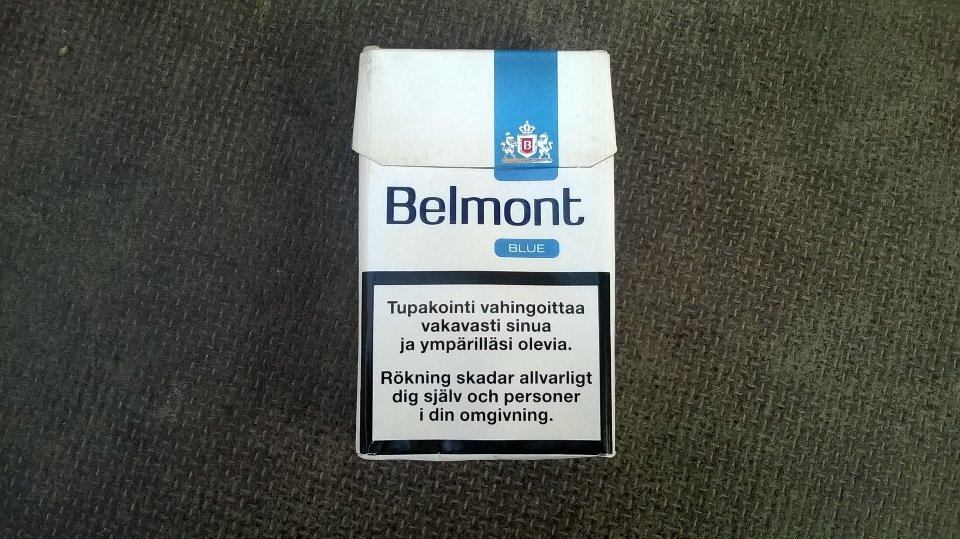 B
Belmont
BLUE
Tupakointi vahingoittaa
vakavasti sinua
ja ympärilläsi olevia.
Rökning skadar allvarligt
dig själv och personer
i din omgivning.